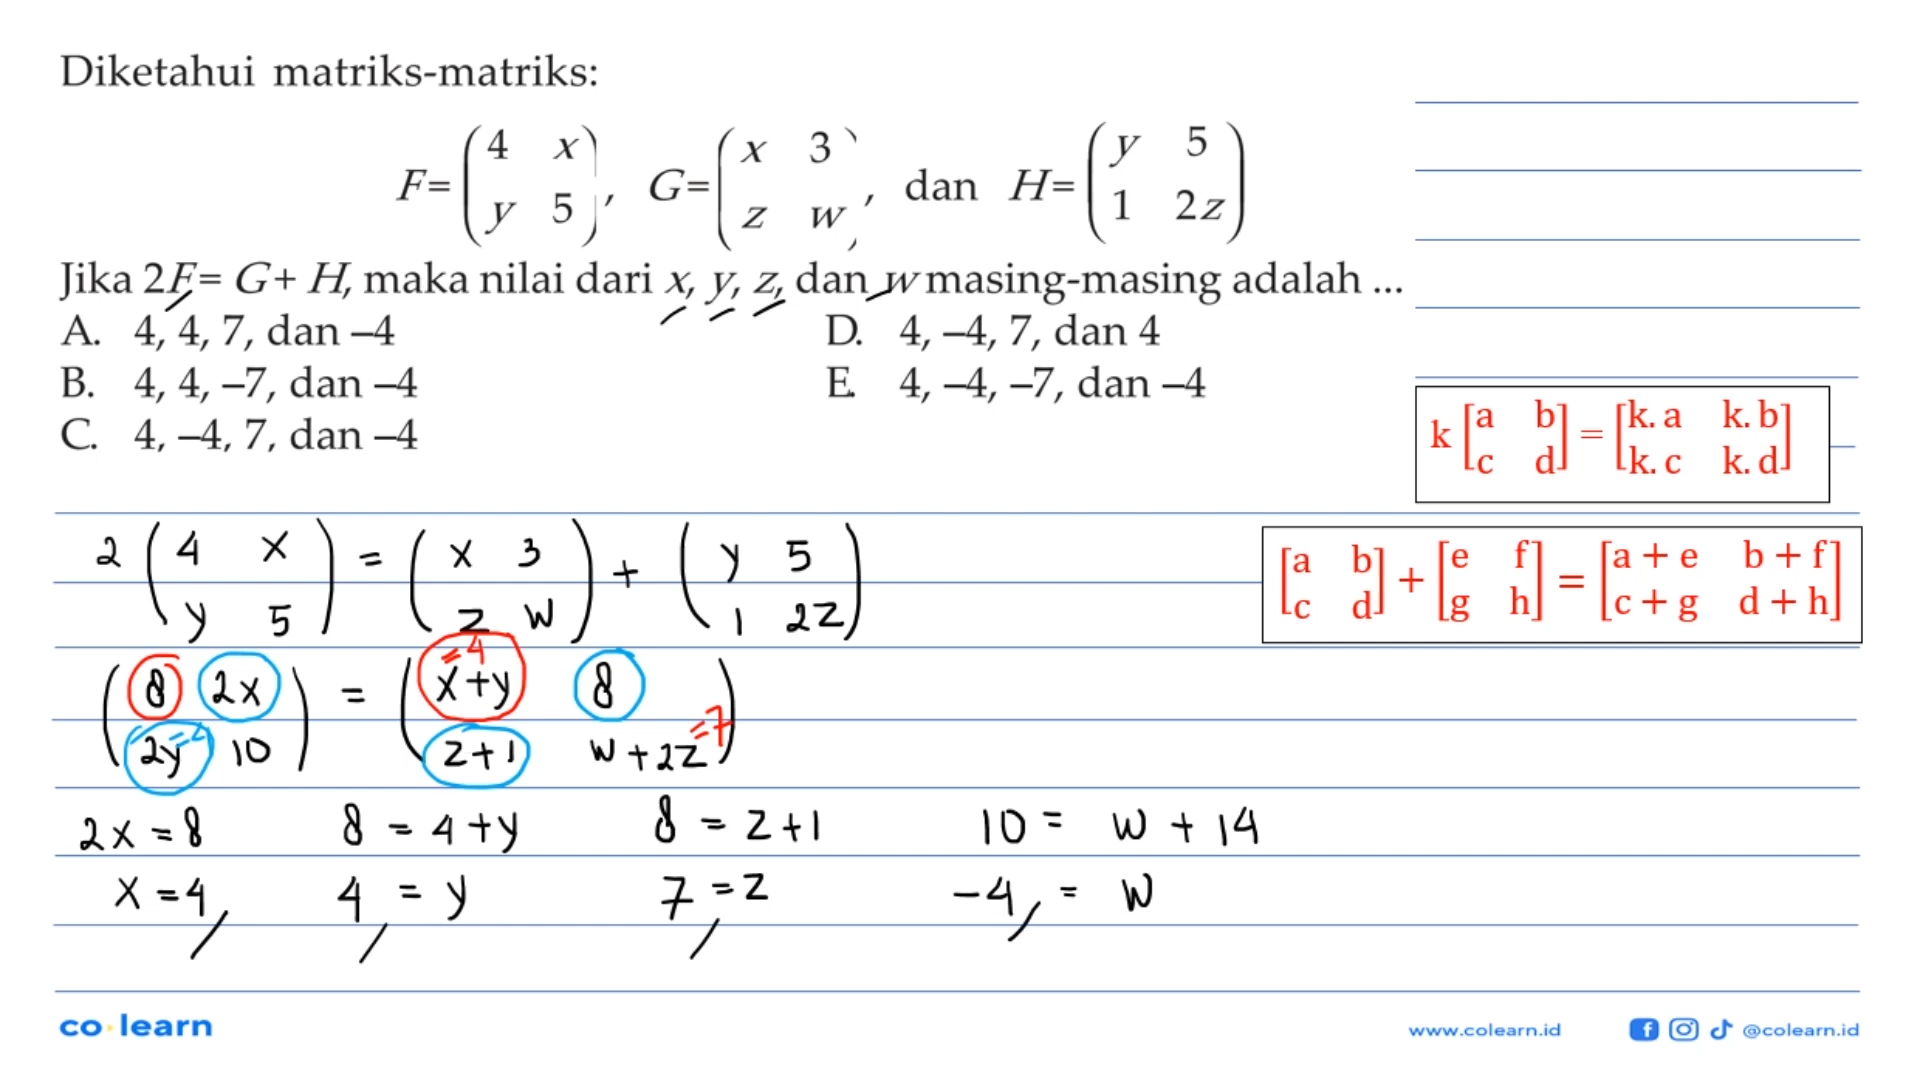 Diketahui matriks-matriks:
F=(4 x
y 5), G=(x 3
z w), dan H=(y 5
1 2z)
Jika 2F= G+ H, maka nilai dari x, y, z, dan w masing-masing adalah ...
A. 4, 4, 7, dan –4
B. 4, 4, –7, dan –4
C. 4, –4, 7, dan –4
D. 4, –4, 7, dan 4
E. 4, –4, –7, dan –4
k [a b
c d] = [k. a k. b
k. c k. d]
[a b
c d] + [e f
g h] = [a + e b + f
c + g d + h]
2 (4 x
y 5) = (x 3
z w) + (y 5
1 2z)
=4
(8 2x) = (x+y 8)
=4 =7
(2y 10) (z+1 w+2z)
2x = 8 8 = 4 + y 8 = z + 1 10 = w + 14
x = 4 4 = y 7 = z -4 = w
co learn
www.colearn.id @colearn.id